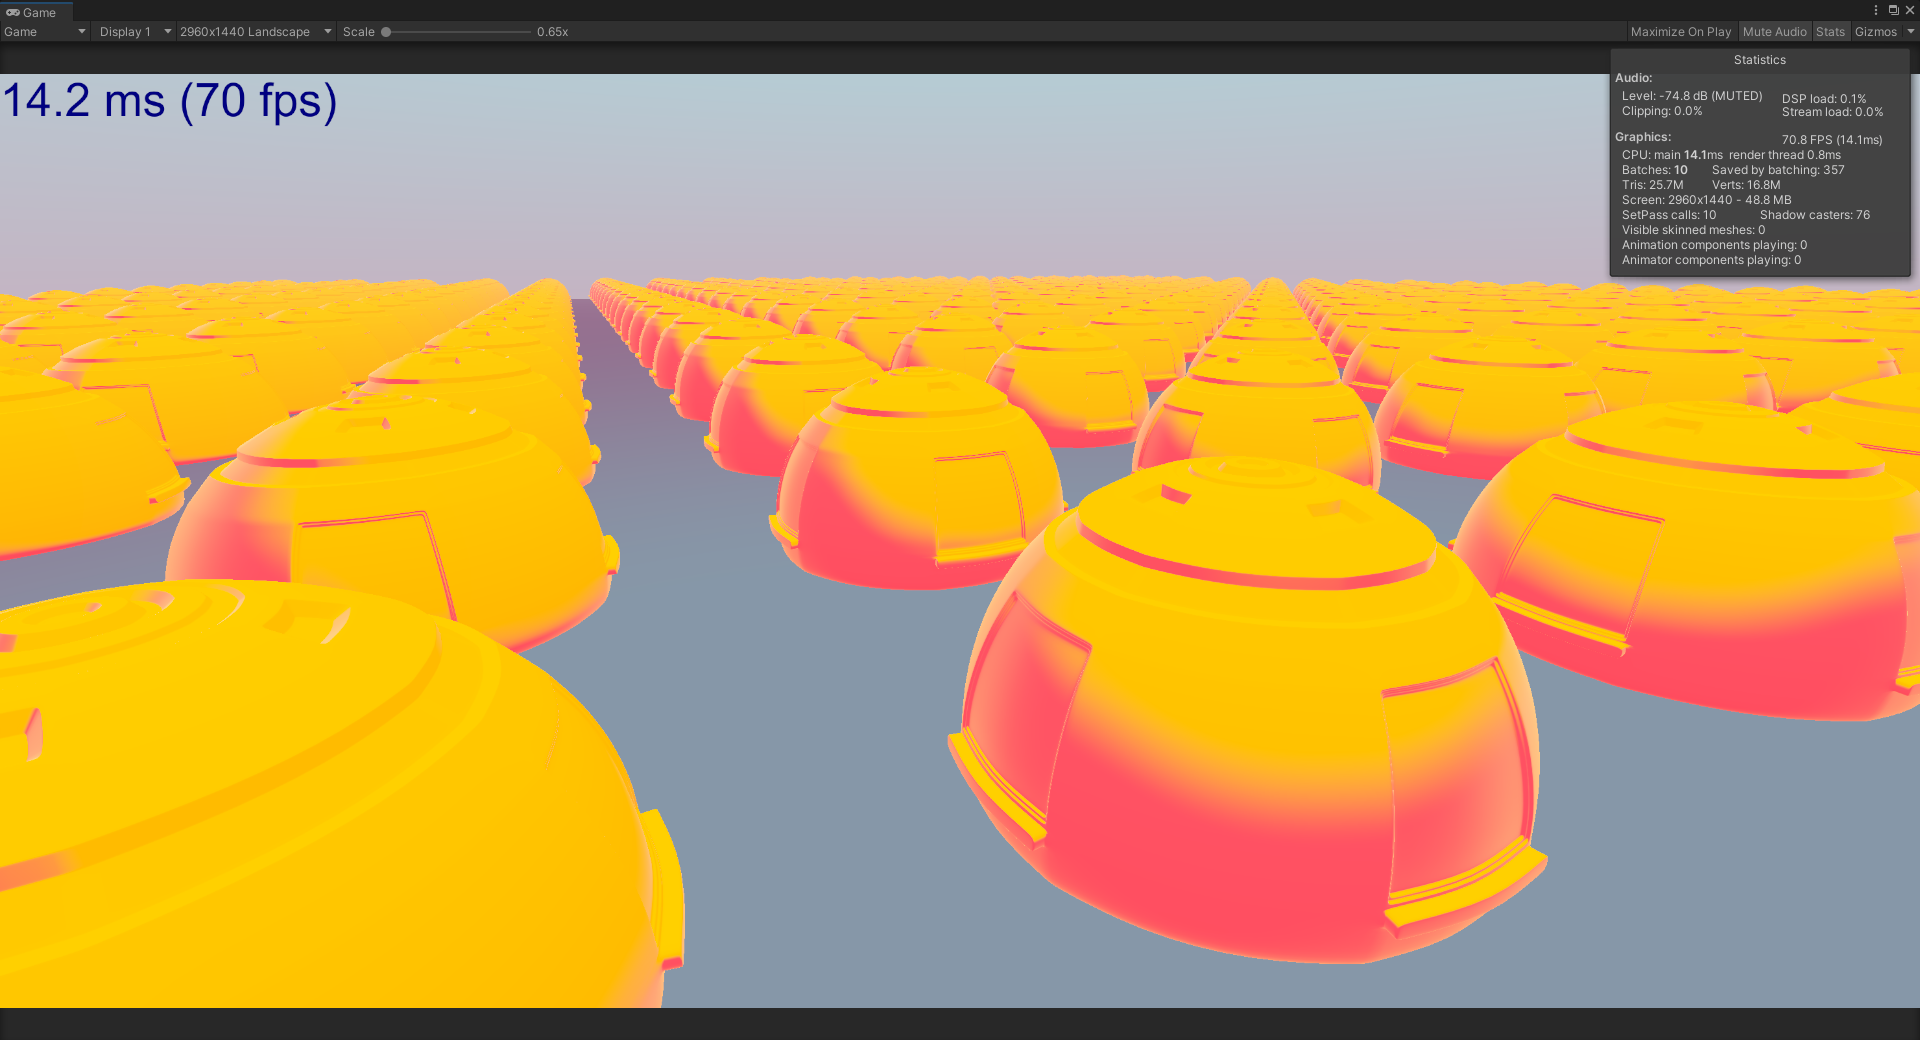 Game
Game Display 1 2960x1440 Landscape Scale 0.65x Maximize On Play Mute Audio Stats Gizmos
14.2 ms (70 fps)
Statistics
Audio:
Level: -74.8 dB (MUTED) DSP load: 0.1%
Clipping: 0.0% Stream load: 0.0%
Graphics: 70.8 FPS (14.1ms)
CPU: main 14.1ms render thread 0.8ms
Batches: 10 Saved by batching: 357
Tris: 25.7M Verts: 16.8M
Screen: 2960x1440 - 48.8 MB
SetPass calls: 10 Shadow casters: 76
Visible skinned meshes: 0
Animation components playing: 0
Animator components playing: 0